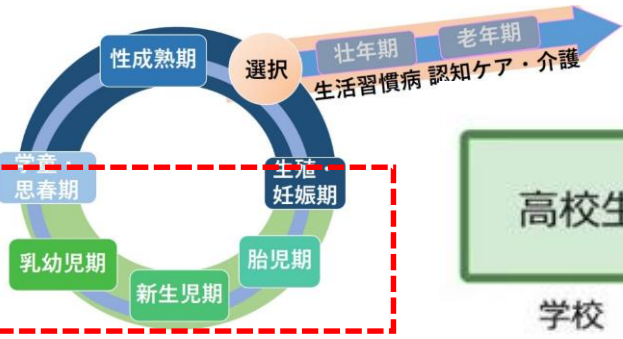 性成熟期
選択
壮年期
老年期
生活習慣病 認知ケア・介護
学童・
思春期
生殖・
妊娠期
乳幼児期
新生児期
胎児期
高校生
学校